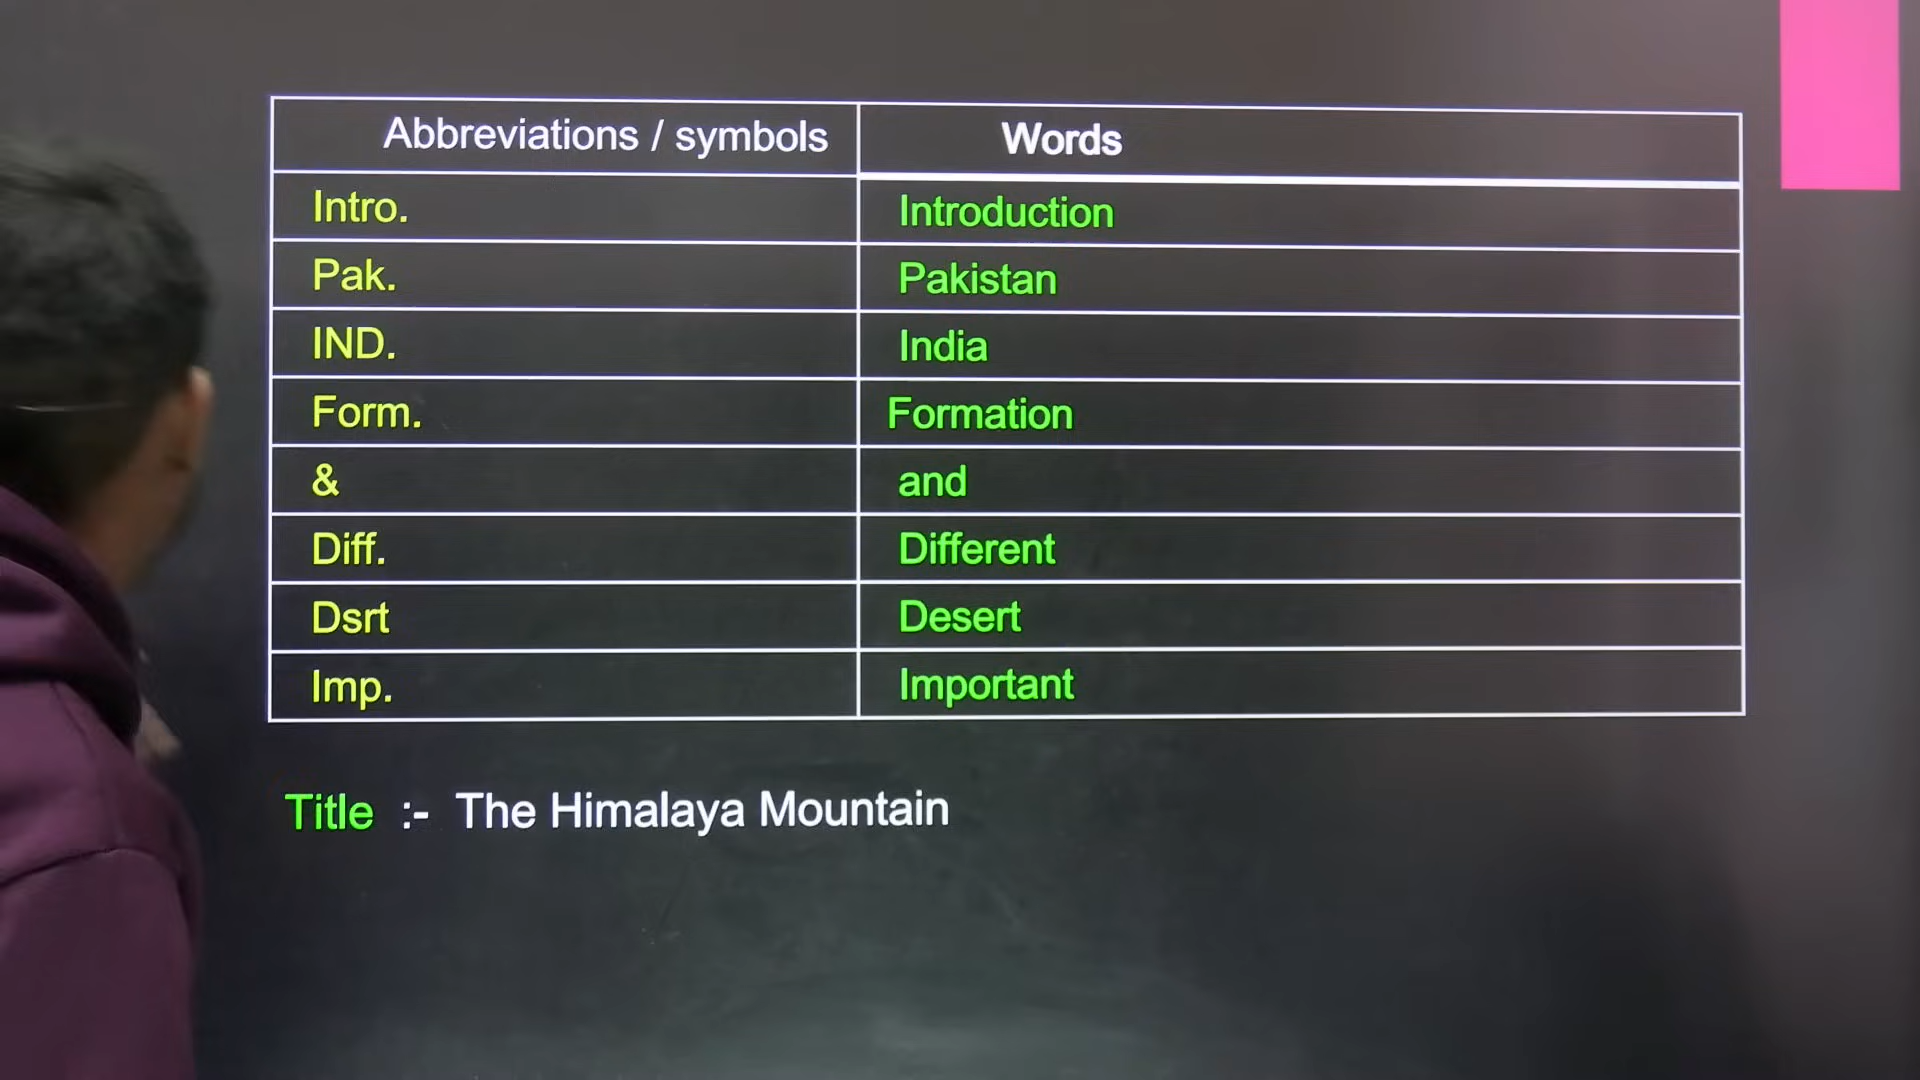 Abbreviations / symbols Words
Intro. Introduction
Pak. Pakistan
IND. India
Form. Formation
& and
Diff. Different
Dsrt Desert
Imp. Important
Title :- The Himalaya Mountain